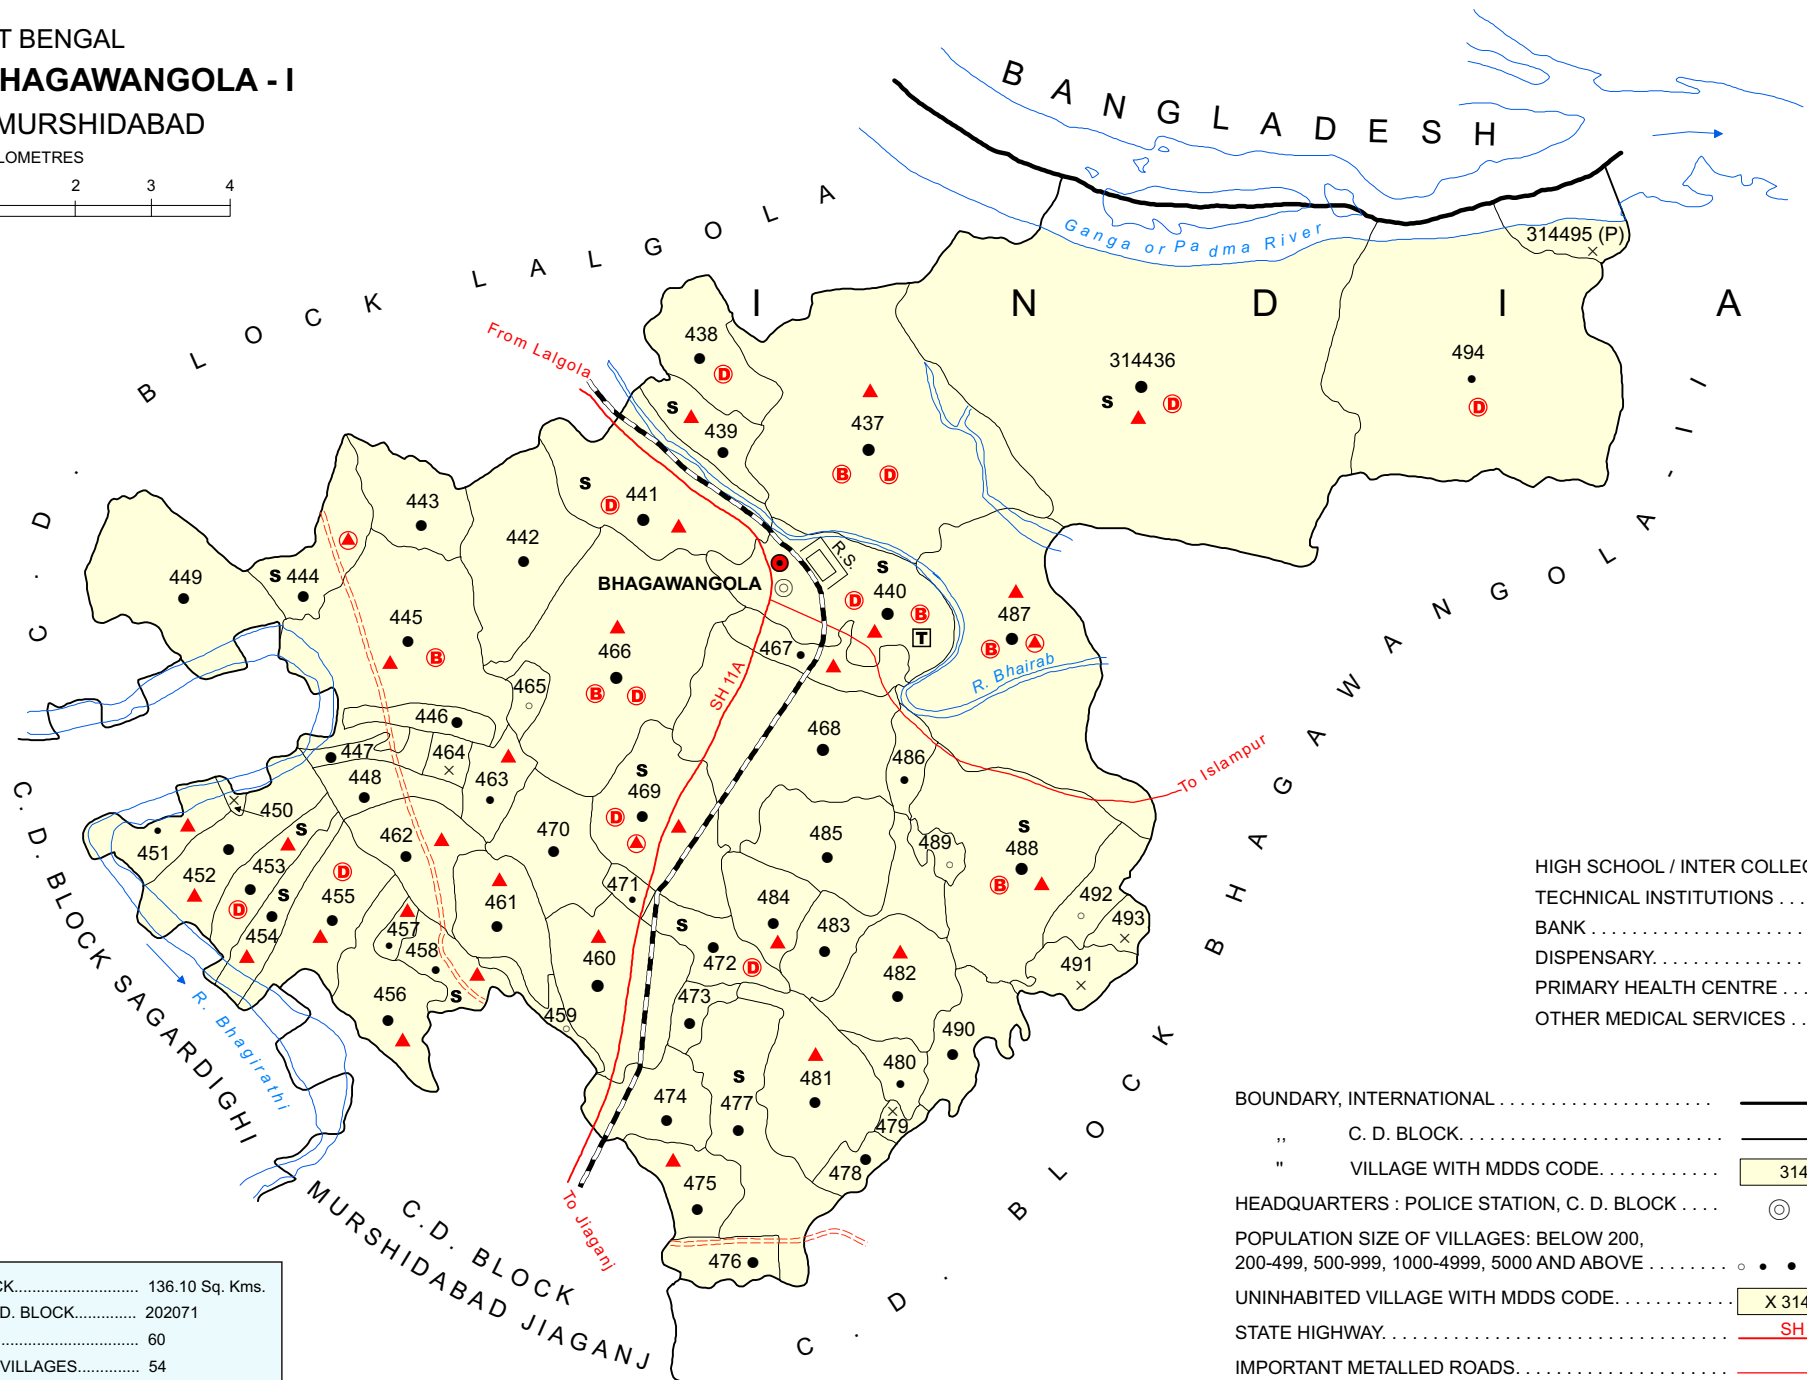 T BENGAL
HAGAWANGOLA - I
MURSHIDABAD
LOMETRES
2 3 4
BANGLADESH
Ganga or Padma River
314495 (P)
C. D. BLOCK LALGOLA
I N D I A
From Lalgola
438
D
314436
S D
494
D
S
439
437
B D
443
S
D 441
442
449
S 444
R.S.
BHAGAWANGOLA
S
440
D B
T
487
B
R. Bhairab
445
B
466
B D
467
465
SH 11A
446
447
464
448
463
468
486
To Islampur
S
469
D
450
451
452
S
453
D
S
454
D
455
462
470
485
489
S
488
B
461
471
457
458
S
456
484
483
S
472
D
460
482
492
493
491
459
473
490
480
S
477
481
474
479
478
475
476
C. D. BLOCK SAGARDIGHI
R. Bhagirathi
C. D. BLOCK BHAGAWANGOLA - II
C. D. BLOCK
MURSHIDABAD JIAGANJ
To Jiaganj
HIGH SCHOOL / INTER COLLEG
TECHNICAL INSTITUTIONS . . .
BANK . . . . . . . . . . . . . . . . . . . .
DISPENSARY. . . . . . . . . . . . . .
PRIMARY HEALTH CENTRE . . .
OTHER MEDICAL SERVICES . .
BOUNDARY, INTERNATIONAL . . . . . . . . . . . . . . . . . . . .
,, C. D. BLOCK. . . . . . . . . . . . . . . . . . . . . . . .
" VILLAGE WITH MDDS CODE. . . . . . . . . . . 314
HEADQUARTERS : POLICE STATION, C. D. BLOCK . . . .
POPULATION SIZE OF VILLAGES: BELOW 200,
200-499, 500-999, 1000-4999, 5000 AND ABOVE . . . . . . . .
UNINHABITED VILLAGE WITH MDDS CODE. . . . . . . . . . . . X 314
STATE HIGHWAY. . . . . . . . . . . . . . . . . . . . . . . . . . . . . . . . SH
IMPORTANT METALLED ROADS. . . . . . . . . . . . . . . . . . . .
CK............................ 136.10 Sq. Kms.
D. BLOCK.............. 202071
................................. 60
VILLAGES.............. 54